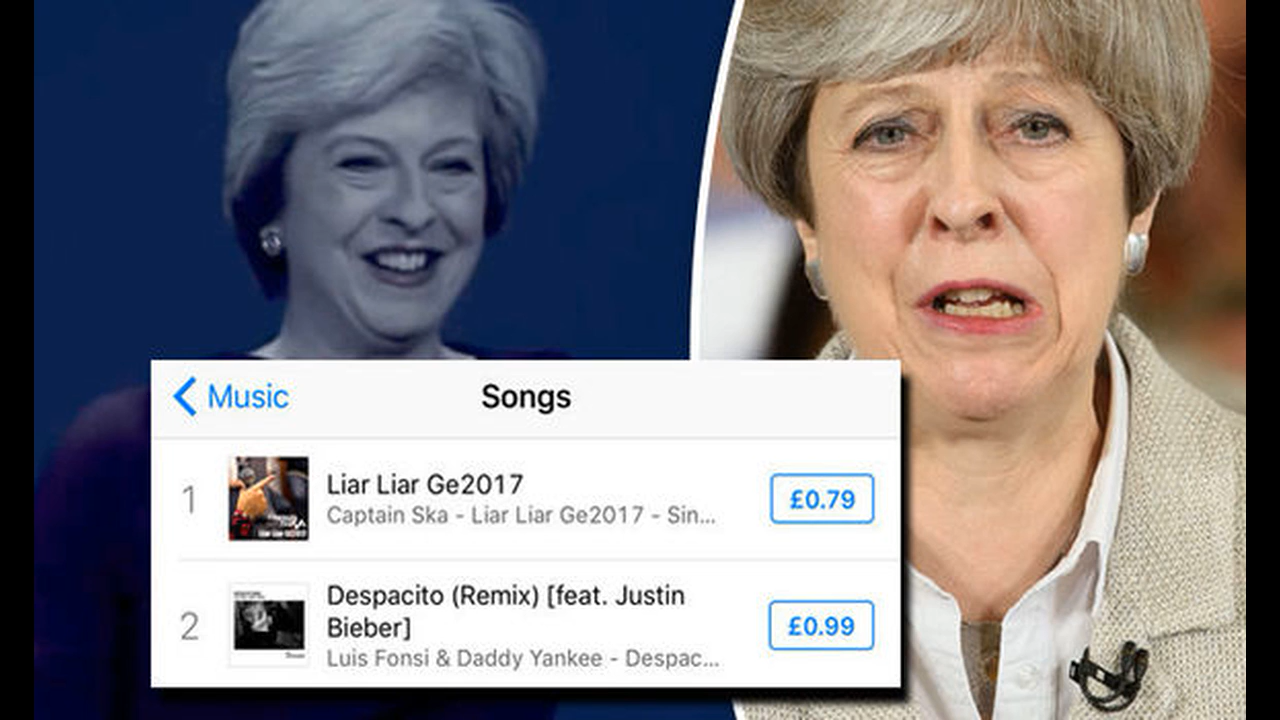 Music
Songs
1
Liar Liar Ge2017
£0.79
Captain Ska - Liar Liar Ge2017 - Sin...
2
Despacito (Remix) [feat. Justin
Bieber]
£0.99
Luis Fonsi & Daddy Yankee - Despac...